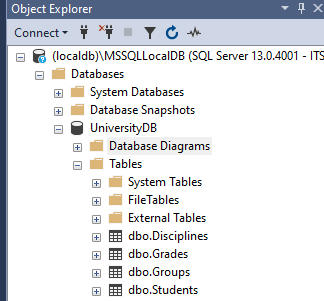 Object Explorer
Connect
(localdb)\MSSQLLocalDB (SQL Server 13.0.4001 - ITS
Databases
System Databases
Database Snapshots
UniversityDB
Database Diagrams
Tables
System Tables
FileTables
External Tables
dbo.Disciplines
dbo.Grades
dbo.Groups
dbo.Students